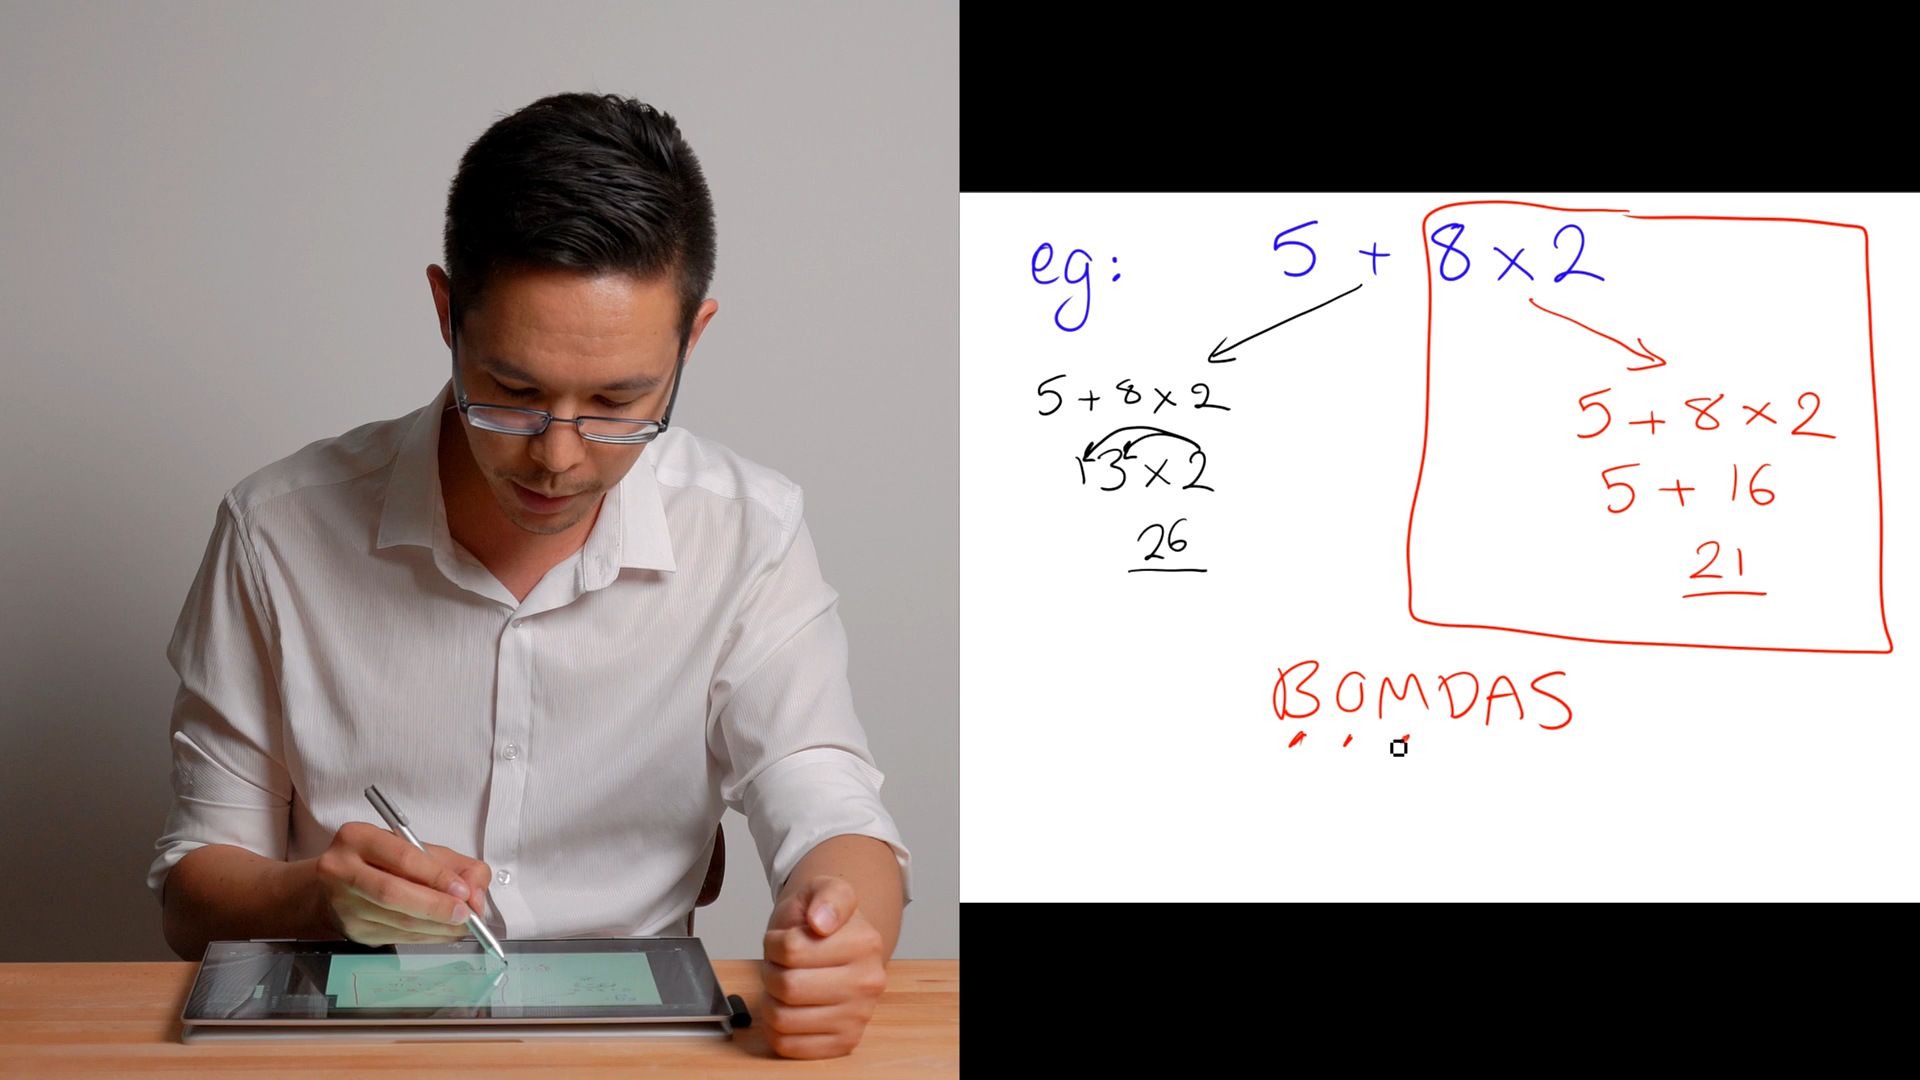 eg: 5 + 8 × 2
5 + 8 × 2
13 × 2
26
5 + 8 × 2
5 + 16
21
BOMDAS